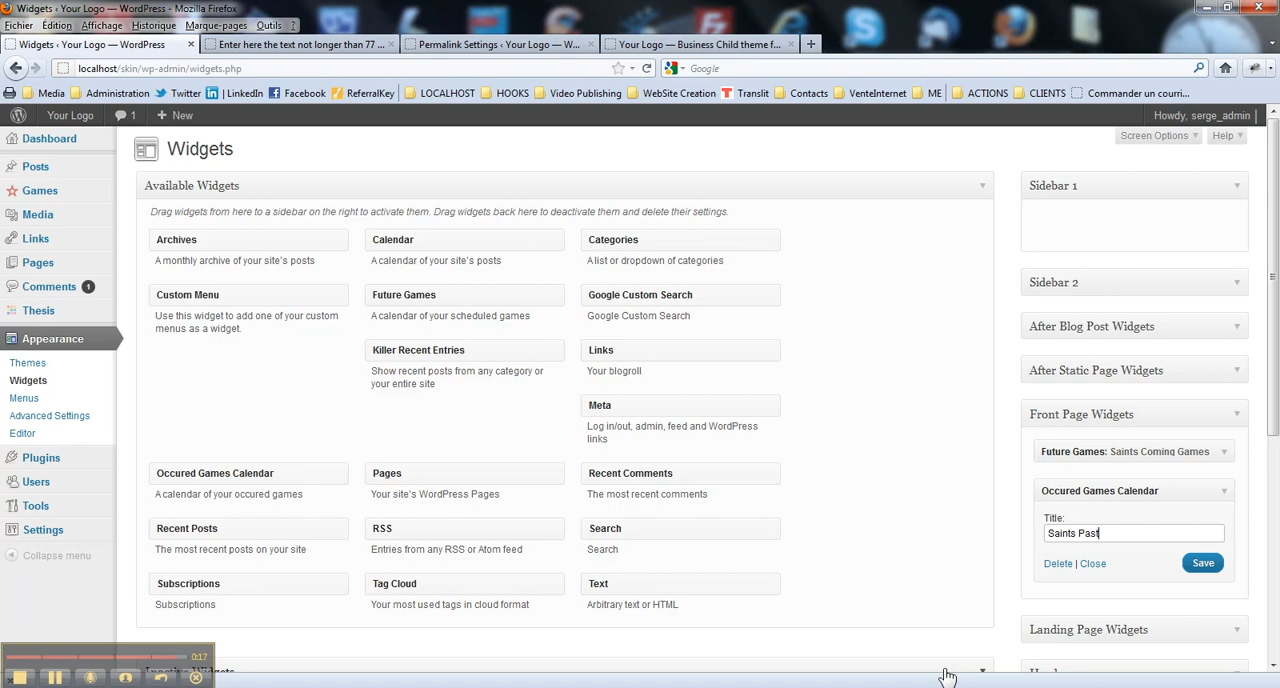 Widgets ‹ Your Logo — WordPress - Mozilla Firefox
Fichier Édition Affichage Historique Marque-pages Outils ?
Widgets ‹ Your Logo — WordPress × Enter here the text not longer than 77 ... × Permalink Settings ‹ Your Logo — W... × Your Logo — Business Child theme f... × +
localhost/skin/wp-admin/widgets.php Google
Media Administration Twitter LinkedIn Facebook ReferralKey LOCALHOST HOOKS Video Publishing WebSite Creation Translit Contacts VenteInternet ME ACTIONS CLIENTS Commander un courri...
Your Logo 1 + New Howdy, serge_admin
Screen Options Help
Dashboard
Posts
Games
Media
Links
Pages
Comments 1
Thesis
Appearance
Themes
Widgets
Menus
Advanced Settings
Editor
Plugins
Users
Tools
Settings
Collapse menu
Widgets
Available Widgets
Drag widgets from here to a sidebar on the right to activate them. Drag widgets back here to deactivate them and delete their settings.
Archives
A monthly archive of your site's posts
Calendar
A calendar of your site's posts
Categories
A list or dropdown of categories
Custom Menu
Use this widget to add one of your custom
menus as a widget.
Future Games
A calendar of your scheduled games
Google Custom Search
Google Custom Search
Killer Recent Entries
Show recent posts from any category or
your entire site
Links
Your blogroll
Meta
Log in/out, admin, feed and WordPress
links
Occured Games Calendar
A calendar of your occured games
Pages
Your site's WordPress Pages
Recent Comments
The most recent comments
Recent Posts
The most recent posts on your site
RSS
Entries from any RSS or Atom feed
Search
Search
Subscriptions
Subscriptions
Tag Cloud
Your most used tags in cloud format
Text
Arbitrary text or HTML
Inactive Widgets
Sidebar 1
Sidebar 2
After Blog Post Widgets
After Static Page Widgets
Front Page Widgets
Future Games: Saints Coming Games
Occured Games Calendar
Title:
Saints Past
Delete | Close Save
Landing Page Widgets
0:17